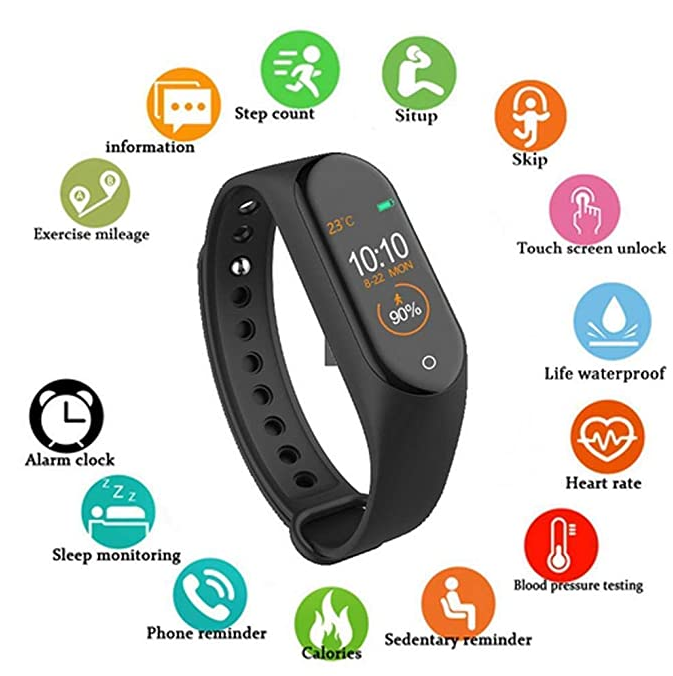 Step count
Situp
information
Skip
A B
Exercise mileage
Touch screen unlock
23°C
10:10
8-22 MON
90%
Life waterproof
Alarm clock
Heart rate
Z Z Z
Sleep monitoring
Blood pressure testing
Phone reminder
Sedentary reminder
Calories